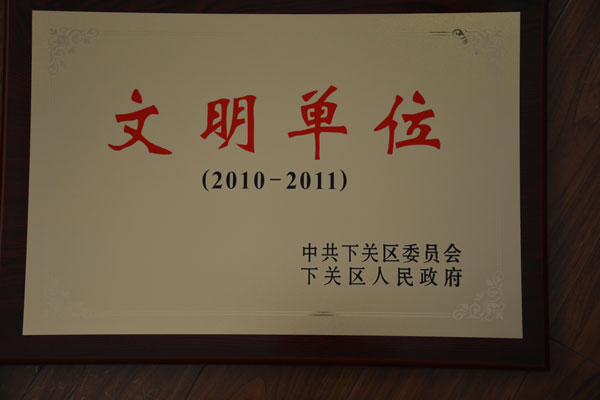 文明单位
(2010-2011)
中共下关区委员会
下关区人民政府